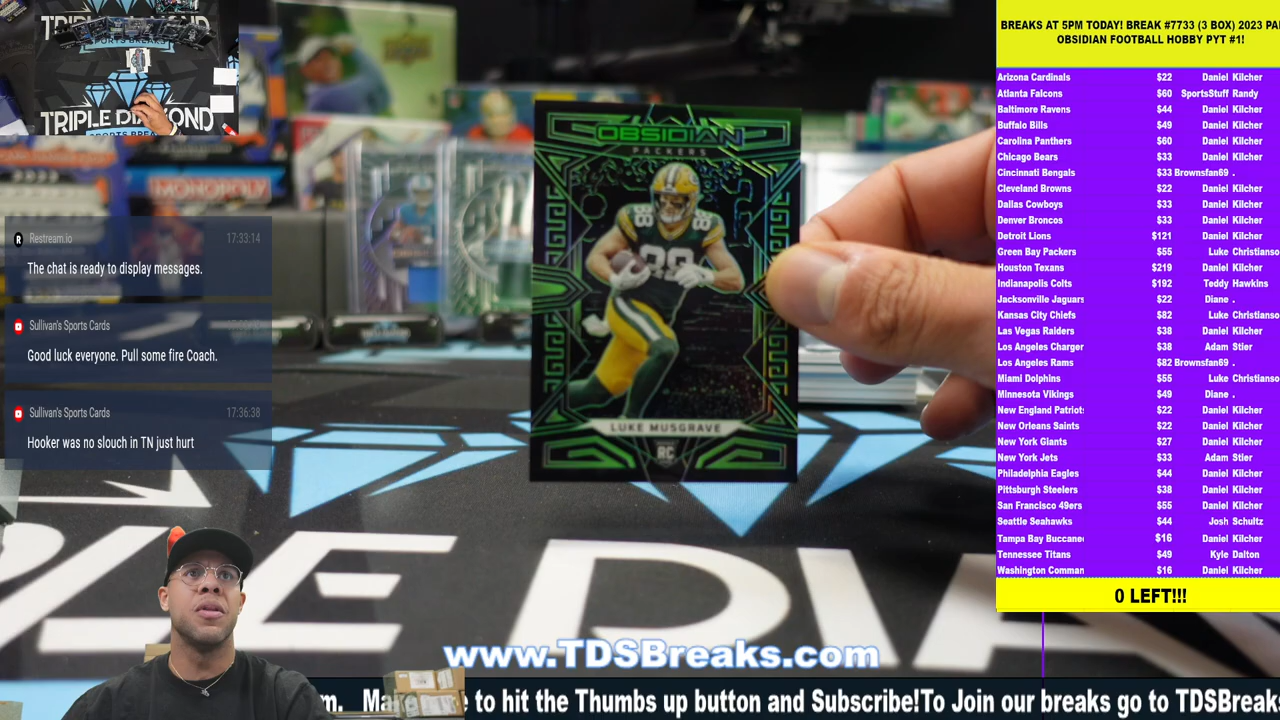 TRIPLE DIAMOND
SPORTS BREAKS
TRIPLE DIAMOND
SPORTS BREAKS
Restream.io 17:33:14
The chat is ready to display messages.
Sullivan's Sports Cards
Good luck everyone. Pull some fire Coach.
Sullivan's Sports Cards 17:36:38
Hooker was no slouch in TN just hurt
MONOPOLY
OBSIDIAN
PACKERS
88
LUKE MUSGRAVE
RC
BREAKS AT 5PM TODAY! BREAK #7733 (3 BOX) 2023 PA
OBSIDIAN FOOTBALL HOBBY PYT #1!
Arizona Cardinals $22 Daniel Kilcher
Atlanta Falcons $60 SportsStuff Randy
Baltimore Ravens $44 Daniel Kilcher
Buffalo Bills $49 Daniel Kilcher
Carolina Panthers $60 Daniel Kilcher
Chicago Bears $33 Daniel Kilcher
Cincinnati Bengals $33 Brownsfan69 .
Cleveland Browns $22 Daniel Kilcher
Dallas Cowboys $33 Daniel Kilcher
Denver Broncos $33 Daniel Kilcher
Detroit Lions $121 Daniel Kilcher
Green Bay Packers $55 Luke Christianso
Houston Texans $219 Daniel Kilcher
Indianapolis Colts $192 Teddy Hawkins
Jacksonville Jaguars $22 Diane .
Kansas City Chiefs $82 Luke Christianso
Las Vegas Raiders $38 Daniel Kilcher
Los Angeles Charger $38 Adam Stier
Los Angeles Rams $82 Brownsfan69 .
Miami Dolphins $55 Luke Christianso
Minnesota Vikings $49 Diane .
New England Patriots $22 Daniel Kilcher
New Orleans Saints $22 Daniel Kilcher
New York Giants $27 Daniel Kilcher
New York Jets $33 Adam Stier
Philadelphia Eagles $44 Daniel Kilcher
Pittsburgh Steelers $38 Daniel Kilcher
San Francisco 49ers $55 Daniel Kilcher
Seattle Seahawks $44 Josh Schultz
Tampa Bay Buccanee $16 Daniel Kilcher
Tennessee Titans $49 Kyle Dalton
Washington Comman $16 Daniel Kilcher
0 LEFT!!!
www.TDSBreaks.com
m. Ma e to hit the Thumbs up button and Subscribe!To Join our breaks go to TDSBreaks